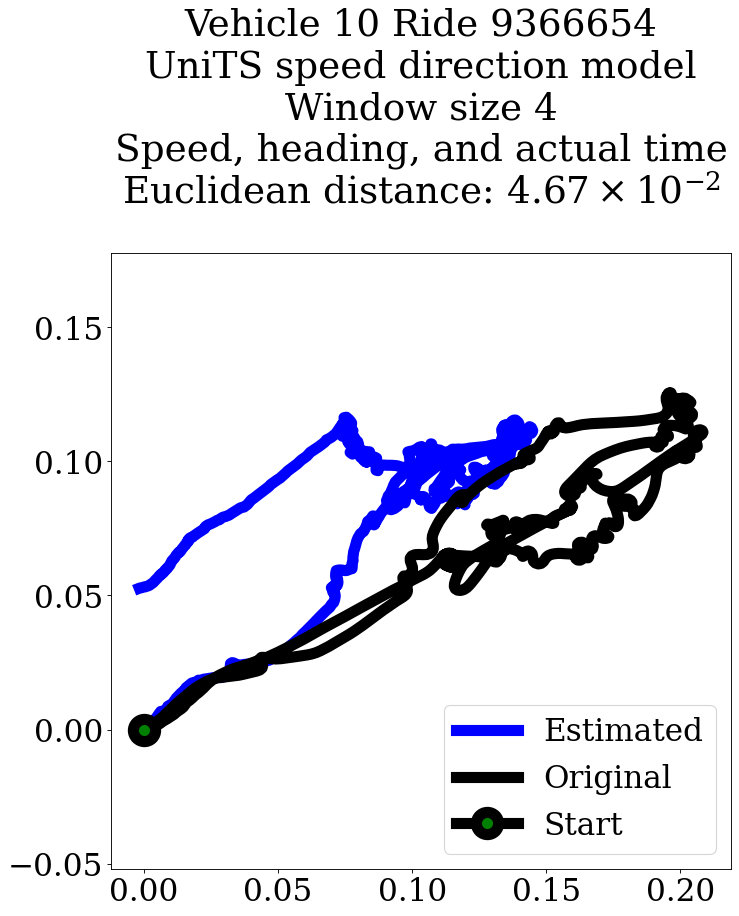 Vehicle 10 Ride 9366654
UniTS speed direction model
Window size 4
Speed, heading, and actual time
Euclidean distance: 4.67 × 10⁻²
0.15
0.10
0.05
0.00
−0.05
0.00 0.05 0.10 0.15 0.20
Estimated
Original
Start